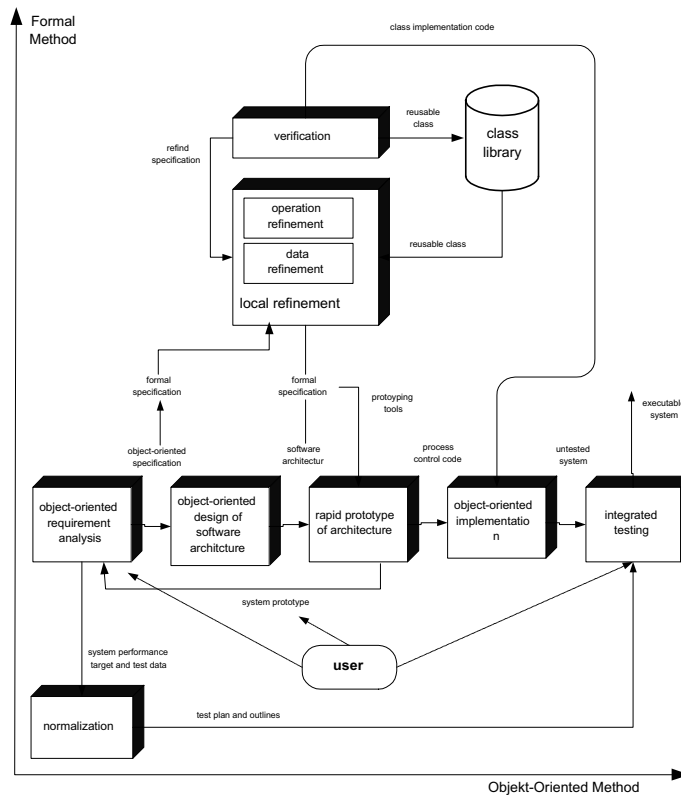 Formal
Method
class implementation code
verification
reusable
class
class
library
refind
specification
operation
refinement
data
refinement
reusable class
local refinement
formal
specification
formal
specification
protoyping
tools
executable
system
object-oriented
specification
software
architectur
process
control code
untested
system
object-oriented
requirement
analysis
object-oriented
design of
software
architcture
rapid prototype
of architecture
object-oriented
implementatio
n
integrated
testing
system prototype
user
system performance
target and test data
normalization
test plan and outlines
Objekt-Oriented Method